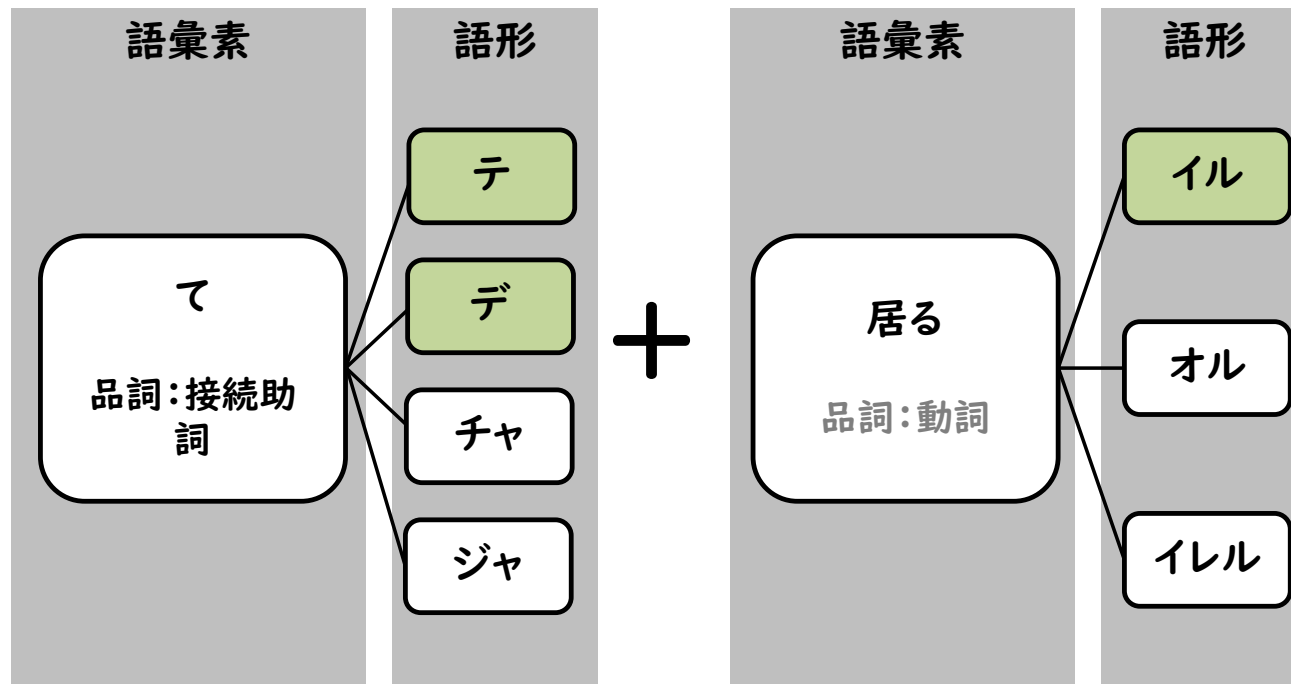 語彙素
語形
て
品詞：接続助
詞
テ
デ
チャ
ジャ
＋
語彙素
語形
居る
品詞：動詞
イル
オル
イレル